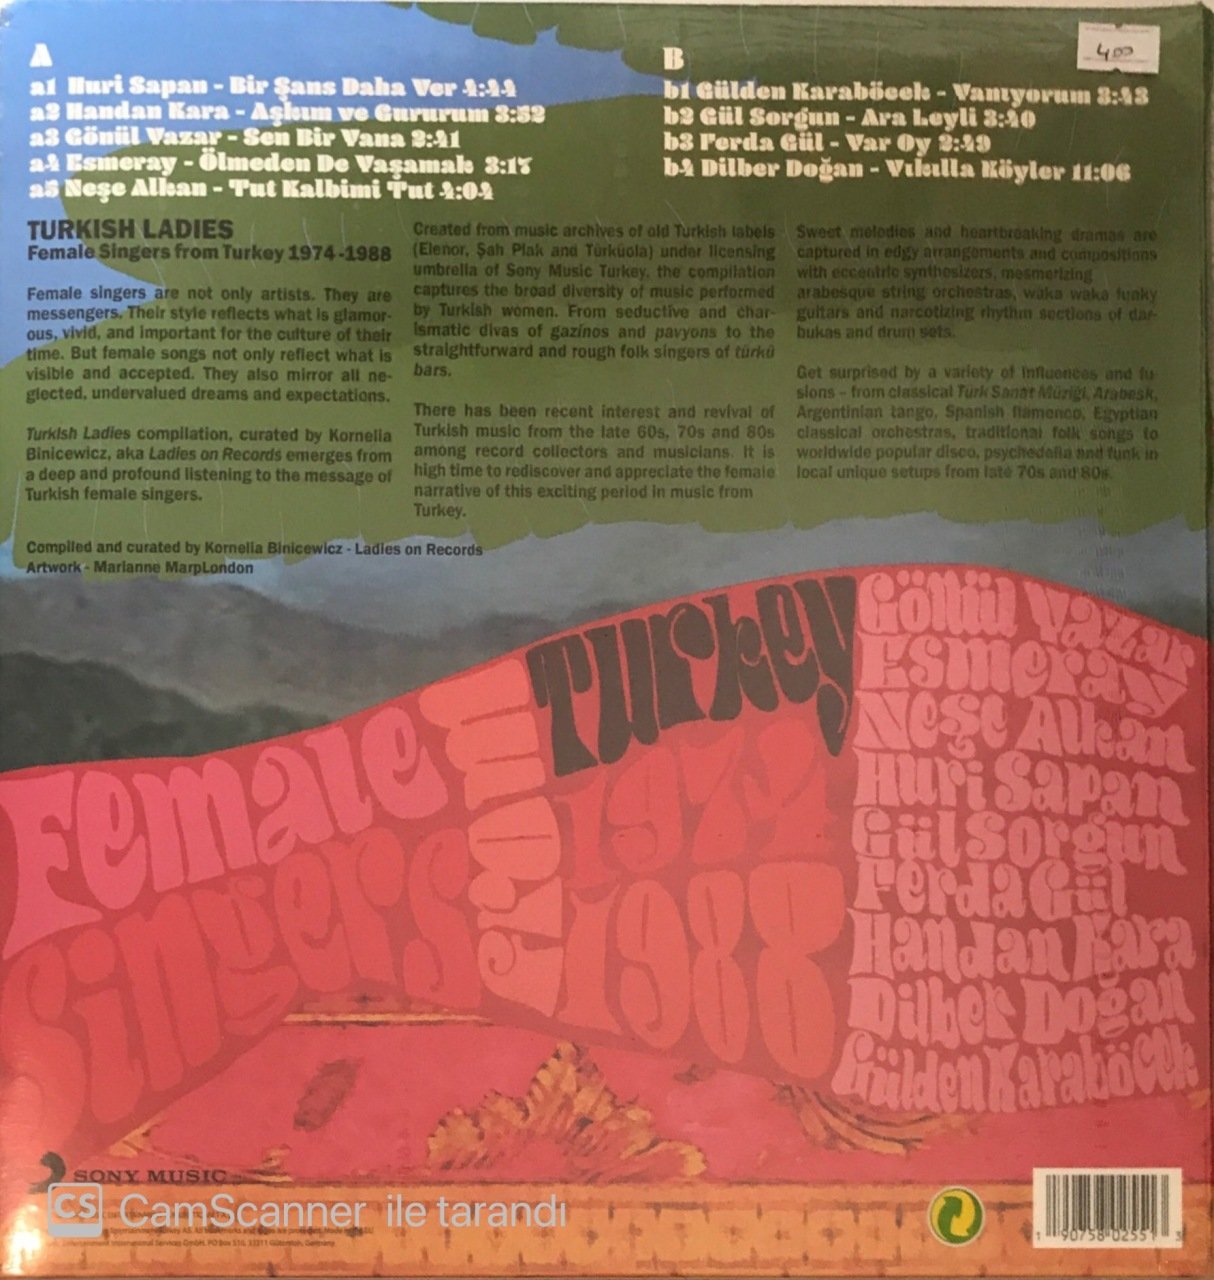 A
a1 Huri Sapan - Bir Şans Daha Ver 4:44
a2 Handan Kara - Aşkım ve Gururum 3:52
a3 Gönül Yazar - Sen Bir Yana 2:41
a4 Esmeray - Ölmeden De Yaşamak 3:17
a5 Neşe Alkan - Tut Kalbimi Tut 4:04
B
b1 Gülden Karaböcek - Yanıyorum 3:43
b2 Gül Sorgun - Ara Leyli 3:40
b3 Ferda Gül - Var Oy 2:49
b4 Dilber Doğan - Yıkılla Köyler 11:06
400
TURKISH LADIES
Female Singers from Turkey 1974-1988
Female singers are not only artists. They are
messengers. Their style reflects what is glamor-
ous, vivid, and important for the culture of their
time. But female songs not only reflect what is
visible and accepted. They also mirror all ne-
glected, undervalued dreams and expectations.
Turkish Ladies compilation, curated by Kornelia
Binicewicz, aka Ladies on Records emerges from
a deep and profound listening to the message of
Turkish female singers.
Compiled and curated by Kornelia Binicewicz - Ladies on Records
Artwork - Marianne MarpLondon
Created from music archives of old Turkish labels
(Elenor, Şah Plak and Türküola) under licensing
umbrella of Sony Music Turkey, the compilation
captures the broad diversity of music performed
by Turkish women. From seductive and char-
ismatic divas of gazinos and pavyons to the
straightfurward and rough folk singers of türkü
bars.
There has been recent interest and revival of
Turkish music from the late 60s, 70s and 80s
among record collectors and musicians. It is
high time to rediscover and appreciate the female
narrative of this exciting period in music from
Turkey.
Sweet melodies and heartbreaking dramas are
captured in edgy arrangements and compositions
with eccentric synthesizers, mesmerizing
arabesque string orchestras, waka waka funky
guitars and narcotizing rhythm sections of dar-
bukas and drum sets.
Get surprised by a variety of influences and fu-
sions – from classical Türk Sanat Müziği, Arabesk,
Argentinian tango, Spanish flamenco, Egyptian
classical orchestras, traditional folk songs to
worldwide popular disco, psychedelia and funk in
local unique setups from late 70s and 80s.
Female
Singers
FROM
Turkey
1974
1988
Gönül Yazar
Esmeray
Neşe Alkan
Huri Sapan
Gül Sorgun
Ferda Gül
Handan Kara
Dilber Doğan
Gülden Karaböcek
SONY MUSIC
CS CamScanner ile tarandı
1 90758 02551 3